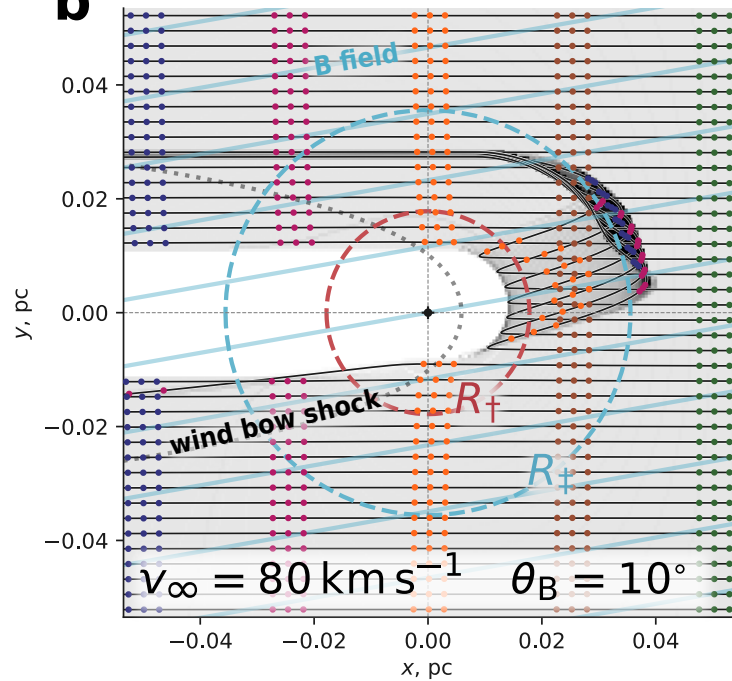 b
B field
0.04
0.02
0.00
−0.02
−0.04
y, pc
R†
wind bow shock
R‡
v∞ = 80 km s−1 θB = 10°
−0.04 −0.02 0.00 0.02 0.04
x, pc